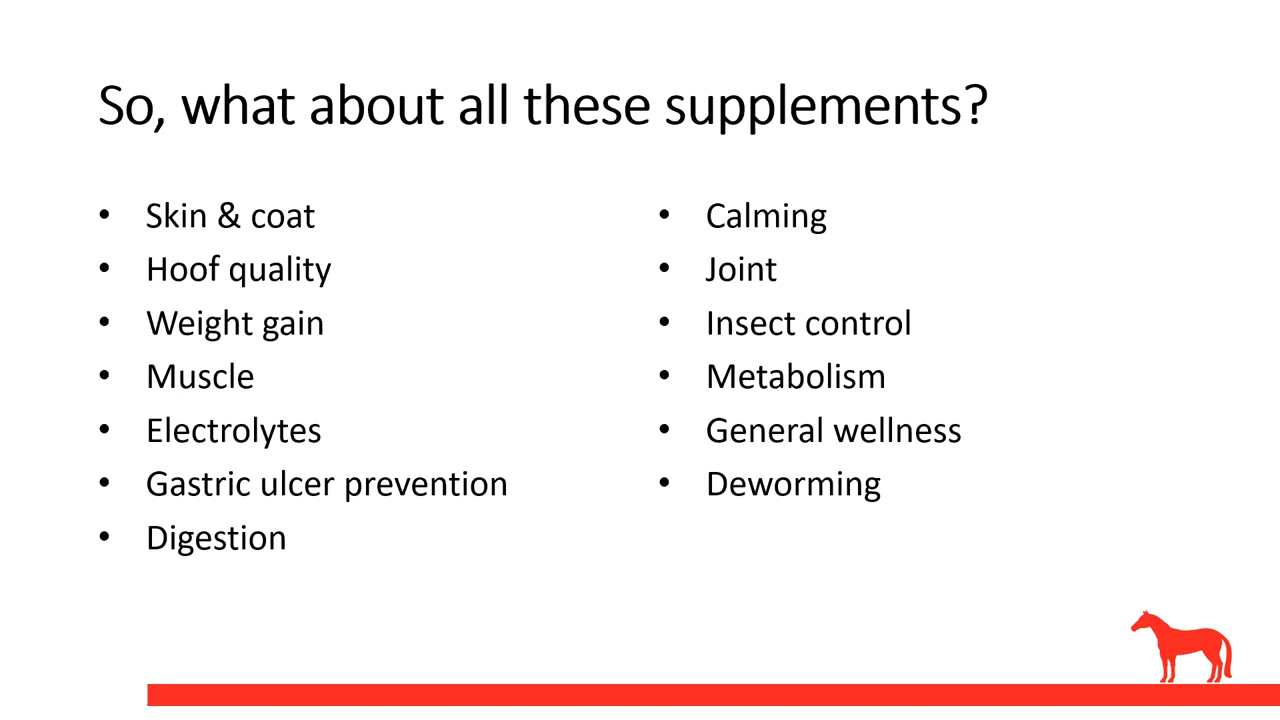 So, what about all these supplements?
• Skin & coat
• Hoof quality
• Weight gain
• Muscle
• Electrolytes
• Gastric ulcer prevention
• Digestion
• Calming
• Joint
• Insect control
• Metabolism
• General wellness
• Deworming